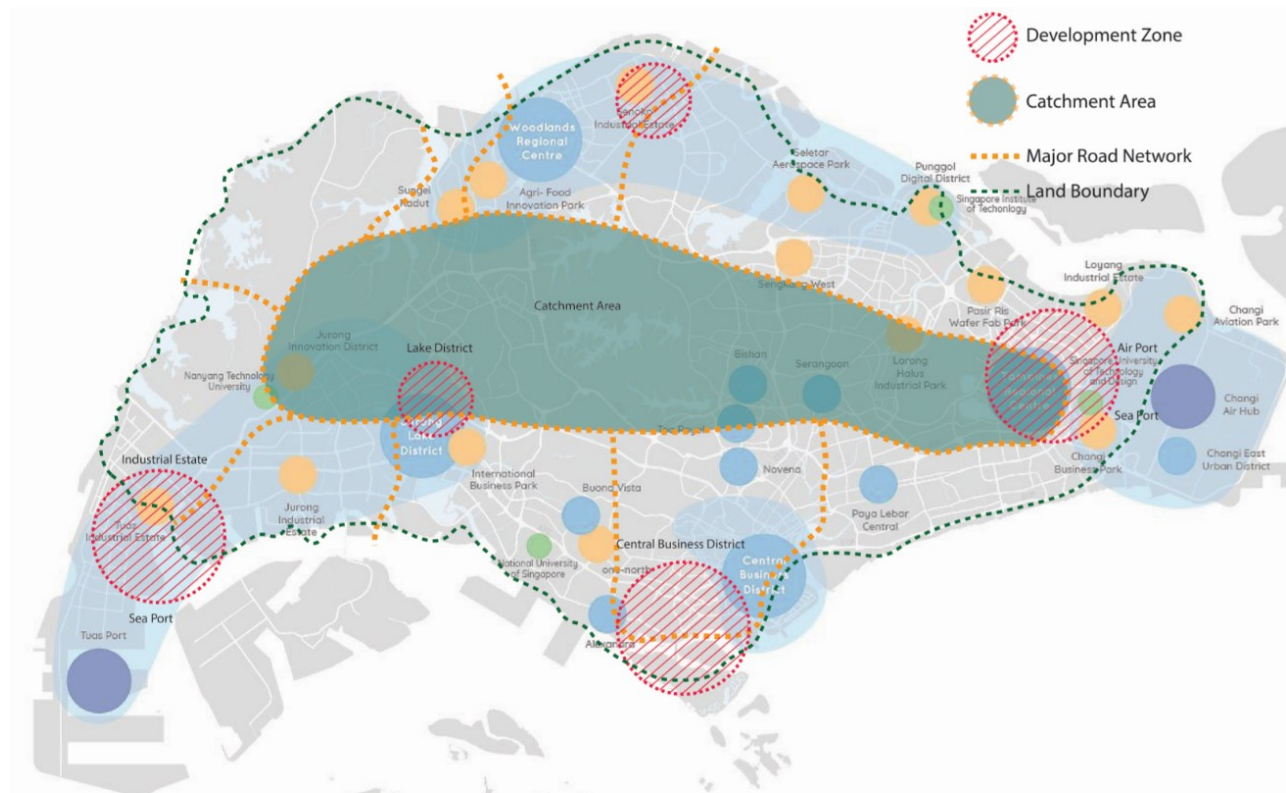 Development Zone
Catchment Area
Major Road Network
Land Boundary
Woodlands
Regional
Centre
Industrial Estate
Seletar
Aerospace Park
Punggol
Digital District
Singapore Institute
of Techonlogy
Sungei
Kadut
Agri- Food
Innovation Park
Sengkang West
Loyang
Industrial Estate
Pasir Ris
Wafer Fab Park
Changi
Aviation Park
Catchment Area
Jurong
Innovation District
Lake District
Bishan
Serangoon
Lorong
Halus
Industrial Park
Air Port
Singapore University
of Technology
and Design
Nanyang Technology
University
Changi
Air Hub
Sea Port
Jurong
Lake
District
Toa Payoh
Industrial Estate
International
Business Park
Novena
Changi
Business Park
Changi East
Urban District
Buona Vista
Paya Lebar
Central
Jurong
Industrial
Estate
Tuas
Industrial Estate
Central Business District
National University
of Singapore
one-north
Central
Business
District
Sea Port
Tuas Port
Alexandra